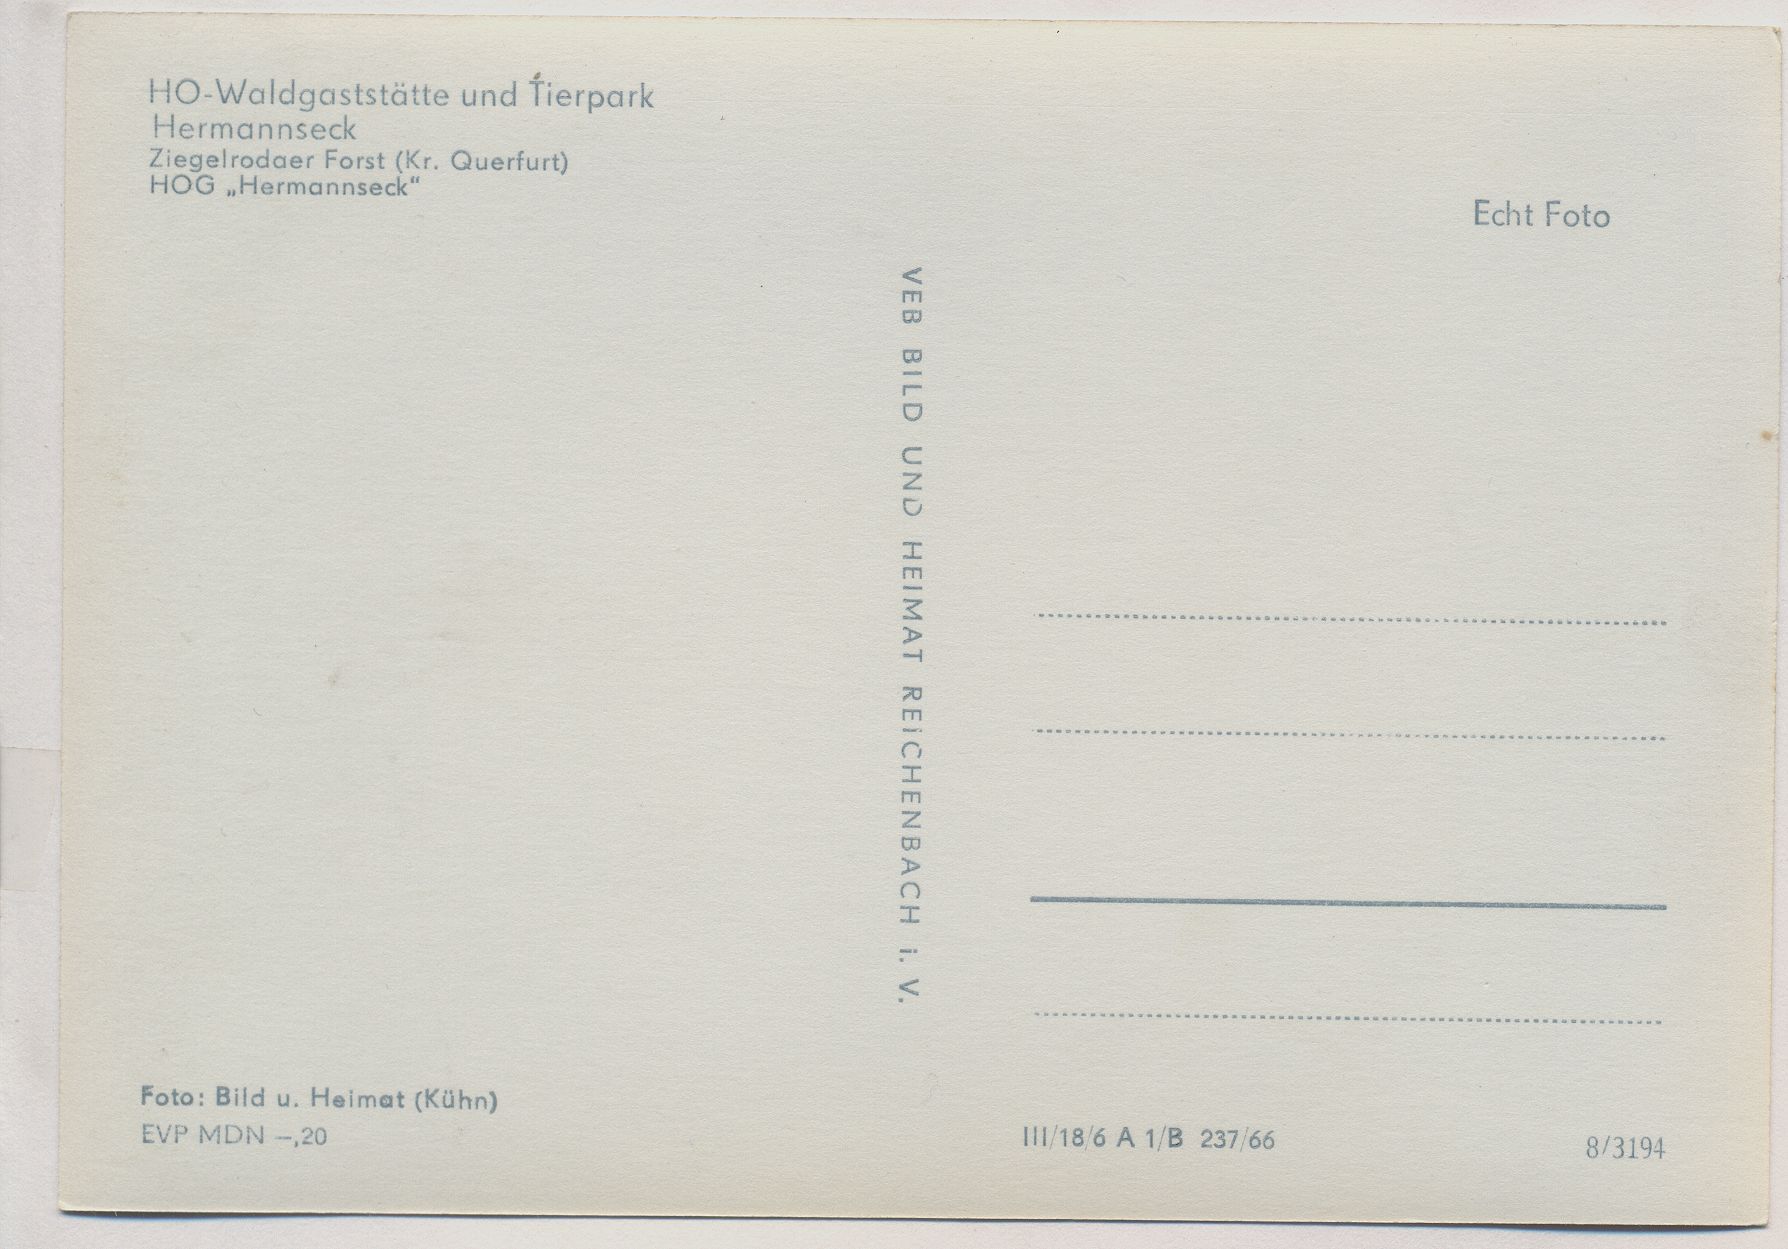 HO-Waldgaststätte und Tierpark
Hermannseck
Ziegelrodaer Forst (Kr. Querfurt)
HOG „Hermannseck“
Echt Foto
VEB BILD UND HEIMAT REICHENBACH i. V.
Foto: Bild u. Heimat (Kühn)
EVP MDN –,20
III/18/6 A 1/B 237/66
8/3194